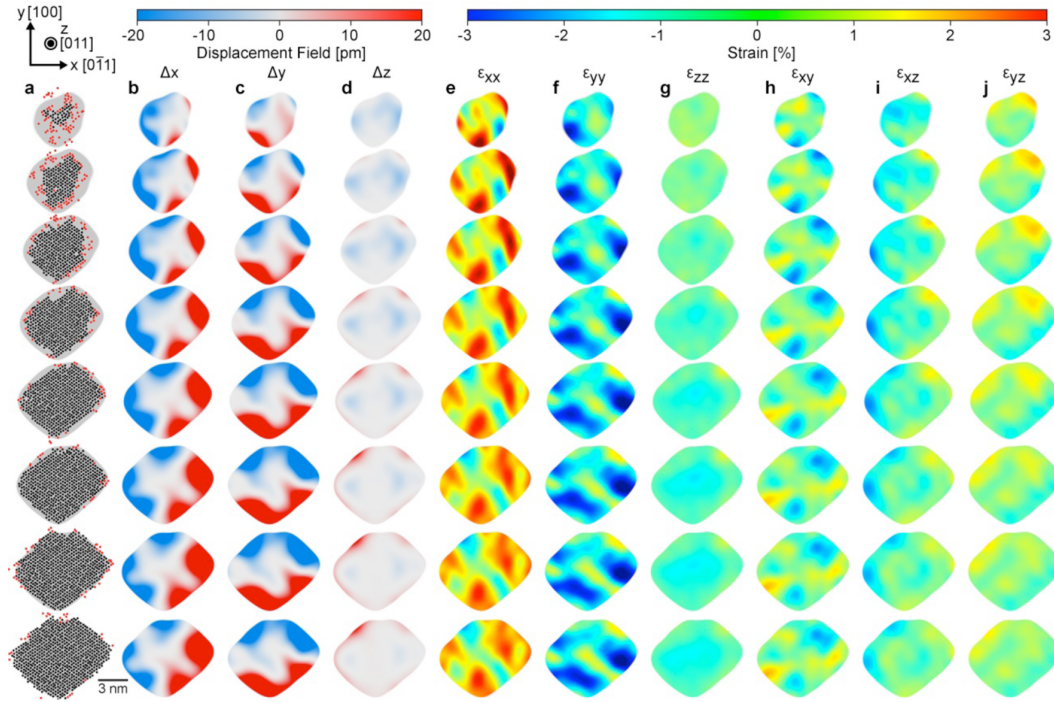 y [100]
z
[011]
x [01̅1]
-20 -10 0 10 20
Displacement Field [pm]
-3 -2 -1 0 1 2 3
Strain [%]
a b Δx c Δy d Δz e εxx f εyy g εzz h εxy i εxz j εyz
3 nm